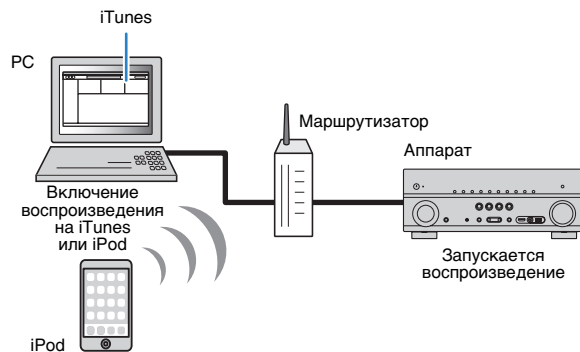 iTunes
PC
Маршрутизатор
Аппарат
Включение
воспроизведения
на iTunes
или iPod
Запускается
воспроизведение
iPod